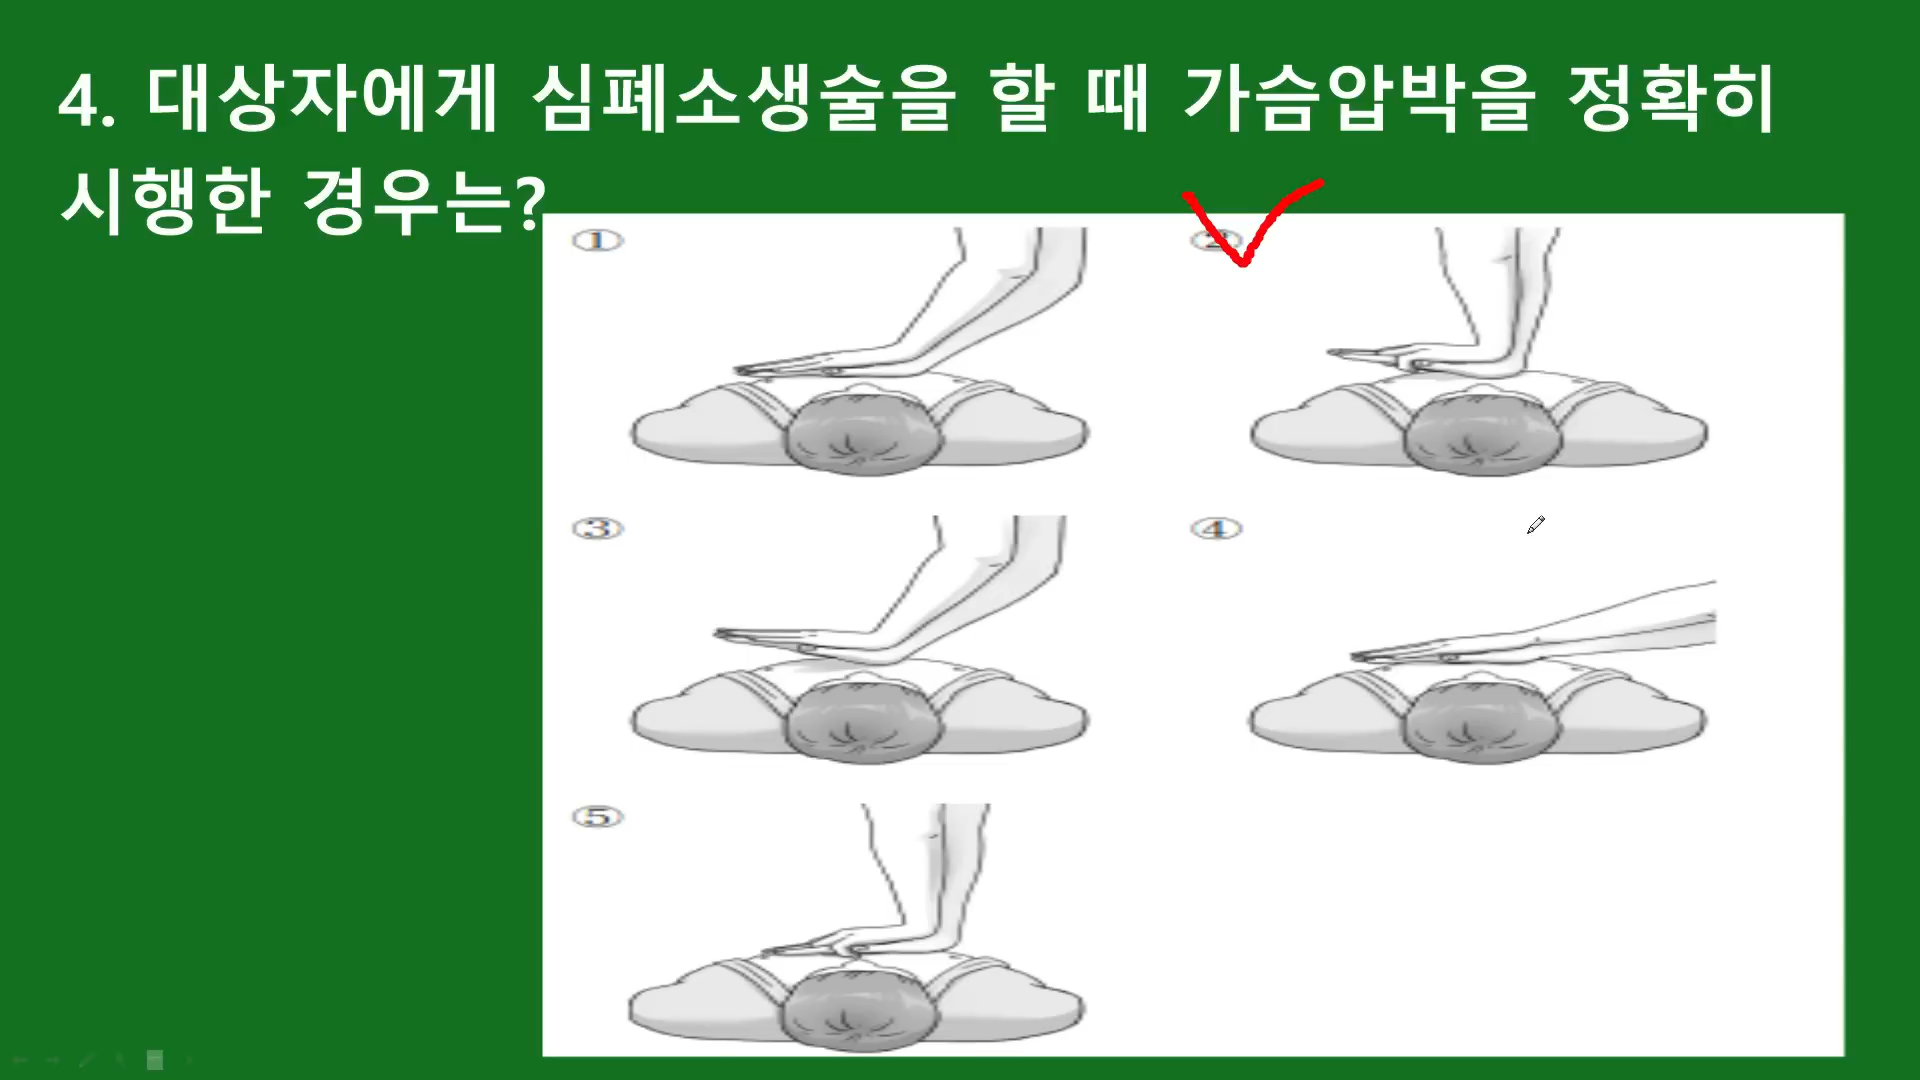 4. 대상자에게 심폐소생술을 할 때 가슴압박을 정확히
시행한 경우는?
① ②
③ ④
⑤